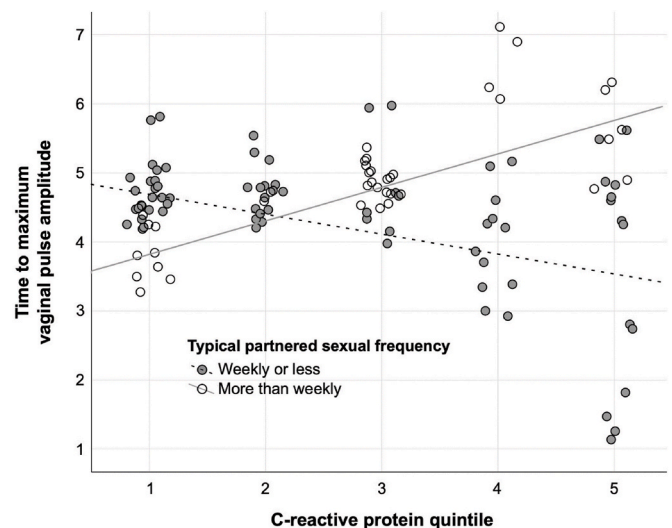 7
6
5
4
3
2
1
Time to maximum
vaginal pulse amplitude
Typical partnered sexual frequency
Weekly or less
More than weekly
1 2 3 4 5
C-reactive protein quintile